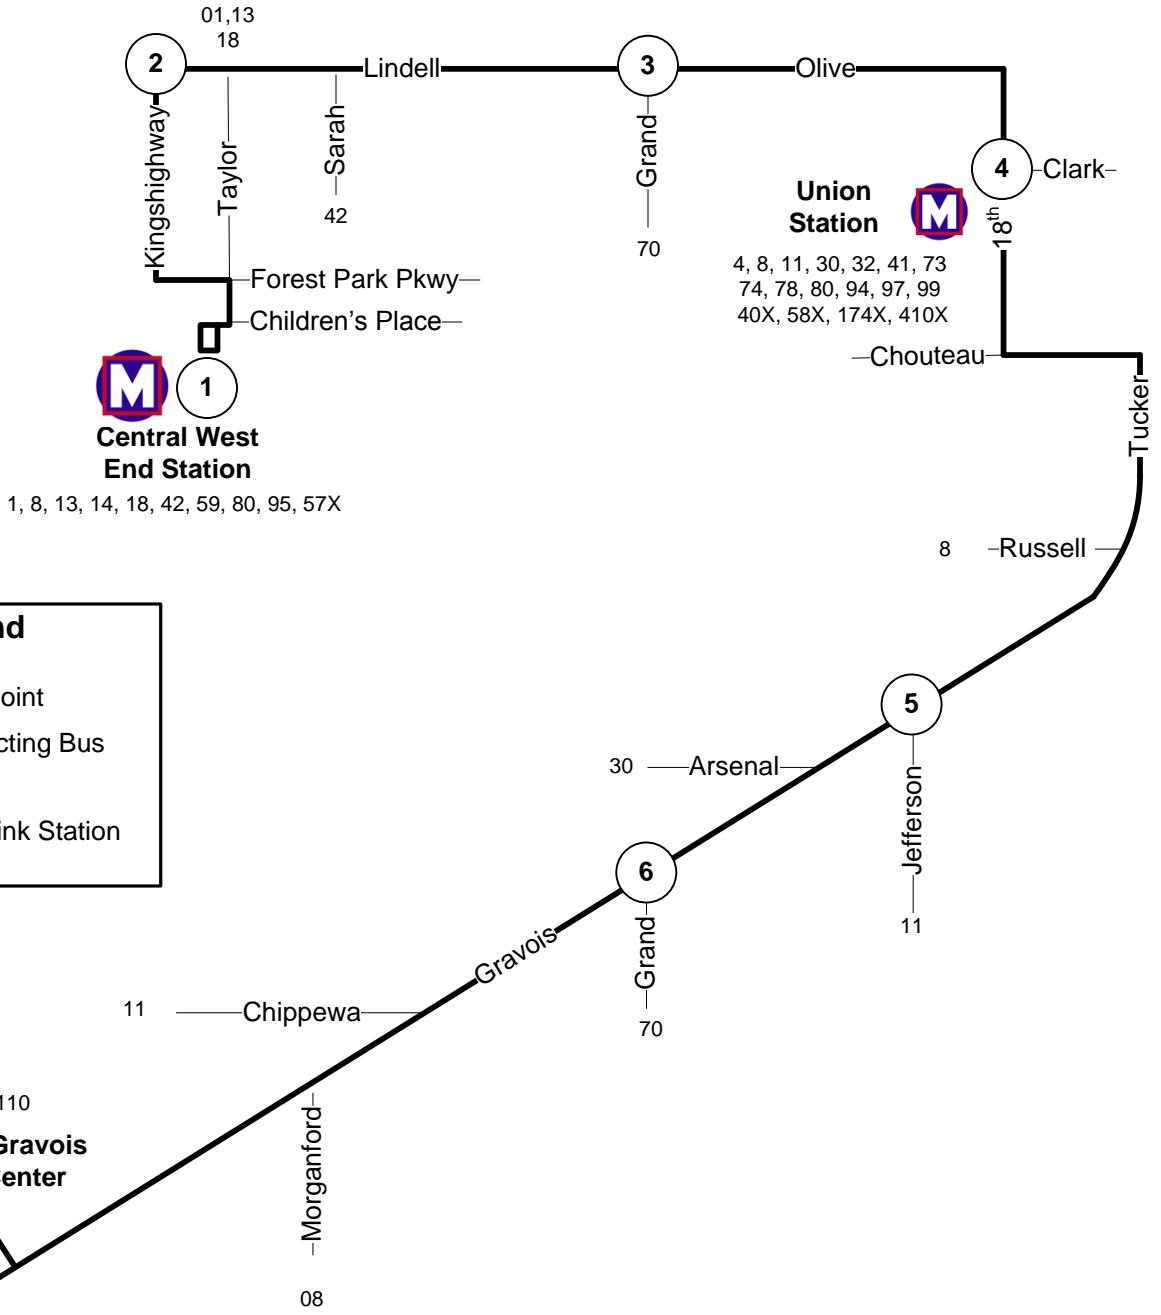 01,13
18
2
Lindell
3
Olive
Kingshighway
Taylor
Sarah
42
Grand
70
4
Clark
Union
Station
M
18th
4, 8, 11, 30, 32, 41, 73
74, 78, 80, 94, 97, 99
40X, 58X, 174X, 410X
Forest Park Pkwy
Children's Place
Chouteau
Tucker
M
1
Central West
End Station
1, 8, 13, 14, 18, 42, 59, 80, 95, 57X
8
Russell
nd
oint
cting Bus
ink Station
5
30
Arsenal
Jefferson
11
6
Grand
70
Gravois
11
Chippewa
110
Gravois
Center
Morganford
08